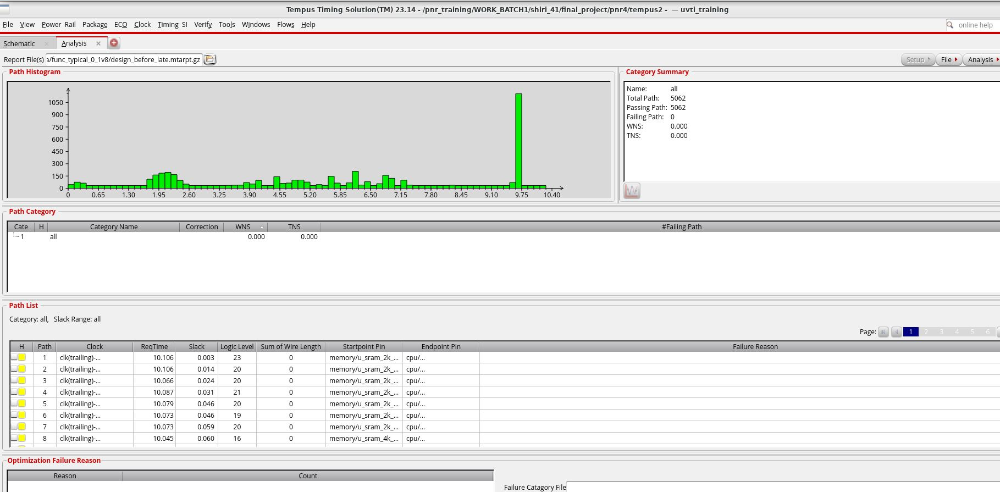 Tempus Timing Solution(TM) 23.14 - /pnr_training/WORK_BATCH1/shiri_41/final_project/pnr4/tempus2 - — uvti_training
File View Power Rail Package ECO Clock Timing SI Verify Tools Windows Flows Help online help
Schematic Analysis
Report File(s) a/func_typical_0_1v8/design_before_late.mtarpt.gz Setup File Analysis
Path Histogram
1050
900
750
600
450
300
150
0
0 0.65 1.30 1.95 2.60 3.25 3.90 4.55 5.20 5.85 6.50 7.15 7.80 8.45 9.10 9.75 10.40
Category Summary
Name: all
Total Path: 5062
Passing Path: 5062
Failing Path: 0
WNS: 0.000
TNS: 0.000
Path Category
Cate H Category Name Correction WNS TNS #Failing Path
1 all 0.000 0.000
Path List
Category: all, Slack Range: all
Page: 1 2 3 4 5 6
H Path Clock ReqTime Slack Logic Level Sum of Wire Length Startpoint Pin Endpoint Pin Failure Reason
1 clk(trailing)-... 10.106 0.003 23 0 memory/u_sram_2k_... cpu/...
2 clk(trailing)-... 10.106 0.014 20 0 memory/u_sram_2k_... cpu/...
3 clk(trailing)-... 10.066 0.024 20 0 memory/u_sram_2k_... cpu/...
4 clk(trailing)-... 10.087 0.031 21 0 memory/u_sram_2k_... cpu/...
5 clk(trailing)-... 10.079 0.046 20 0 memory/u_sram_2k_... cpu/...
6 clk(trailing)-... 10.073 0.046 19 0 memory/u_sram_2k_... cpu/...
7 clk(trailing)-... 10.073 0.059 20 0 memory/u_sram_2k_... cpu/...
8 clk(trailing)-... 10.045 0.060 16 0 memory/u_sram_4k_... cpu/...
Optimization Failure Reason
Reason Count
Failure Catagory File